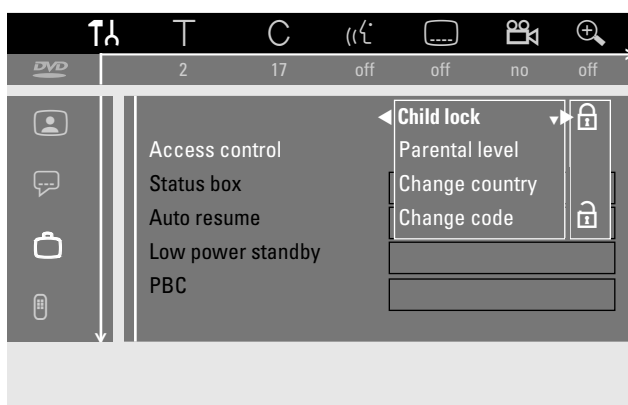 T C
DVD 2 17 off off no off
Child lock
Access control Parental level
Status box Change country
Auto resume Change code
Low power standby
PBC